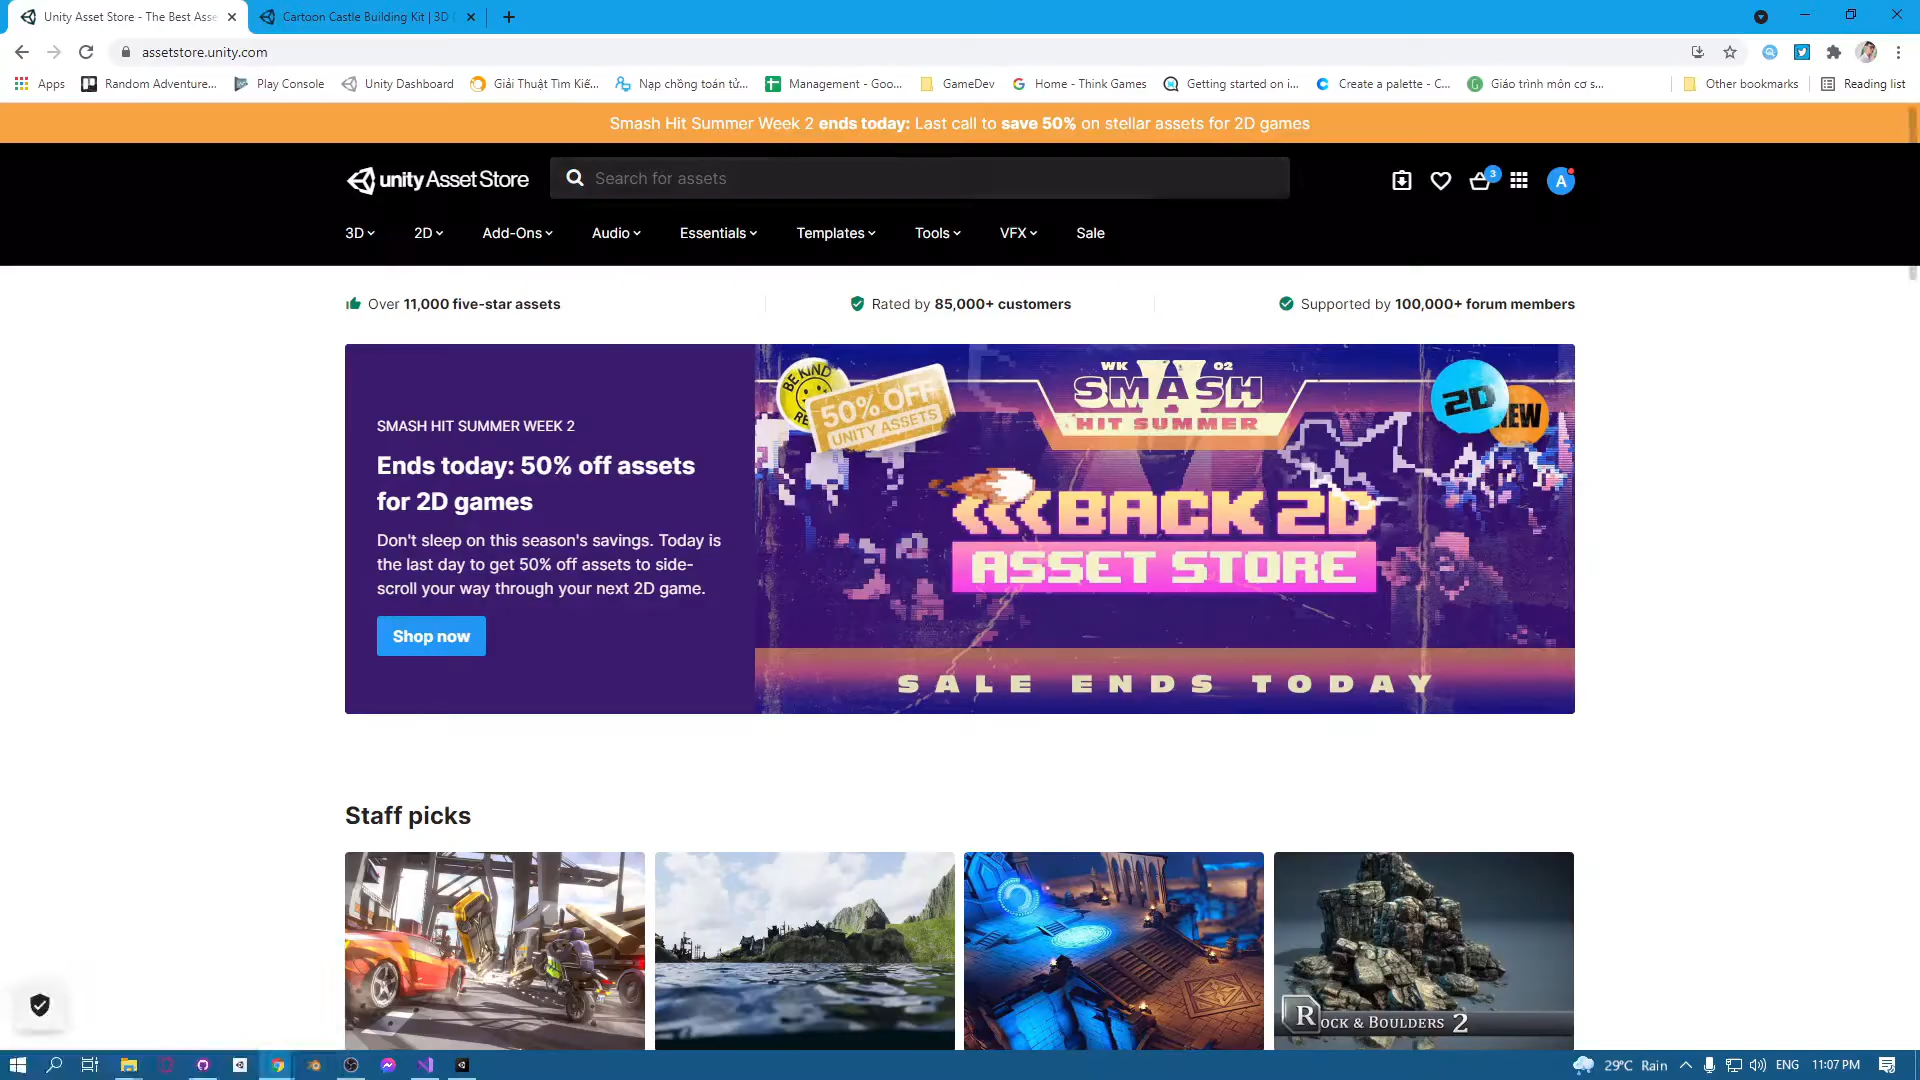 Unity Asset Store - The Best Asse
Cartoon Castle Building Kit | 3D
assetstore.unity.com
Apps
Random Adventure...
Play Console
Unity Dashboard
Giải Thuật Tìm Kiế...
Nạp chồng toán tử...
Management - Goo...
GameDev
Home - Think Games
Getting started on i...
Create a palette - C...
Giáo trình môn cơ s...
Other bookmarks
Reading list
Smash Hit Summer Week 2 ends today: Last call to save 50% on stellar assets for 2D games
unity Asset Store
Search for assets
3
A
3D
2D
Add-Ons
Audio
Essentials
Templates
Tools
VFX
Sale
Over 11,000 five-star assets
Rated by 85,000+ customers
Supported by 100,000+ forum members
SMASH HIT SUMMER WEEK 2
Ends today: 50% off assets
for 2D games
Don't sleep on this season's savings. Today is
the last day to get 50% off assets to side-
scroll your way through your next 2D game.
Shop now
BE KIND
50% OFF
UNITY ASSETS
WK 02
SMASH
HIT SUMMER
2D
NEW
BACK 2D
ASSET STORE
SALE ENDS TODAY
Staff picks
ROCK & BOULDERS 2
29°C Rain
ENG
11:07 PM